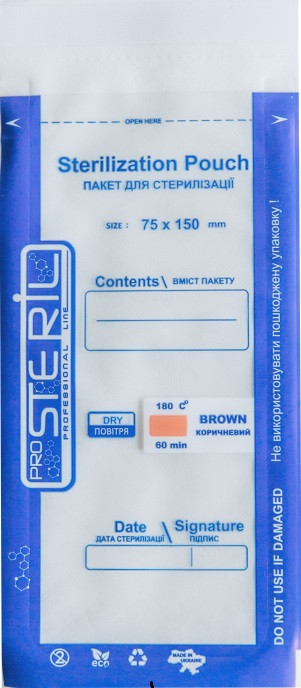 OPEN HERE
Sterilization Pouch
ПАКЕТ ДЛЯ СТЕРИЛІЗАЦІЇ
SIZE : 75 x 150 mm
Contents \ ВМІСТ ПАКЕТУ
DRY
ПОВІТРЯ
180 C°
60 min
BROWN
КОРИЧНЕВИЙ
Date \ Signature
ДАТА СТЕРИЛІЗАЦІЇ ПІДПИС
PRO STERIL
PROFESSIONAL LINE
DO NOT USE IF DAMAGED
Не використовувати пошкоджену упаковку !
2
eco
MADE IN
UKRAINE